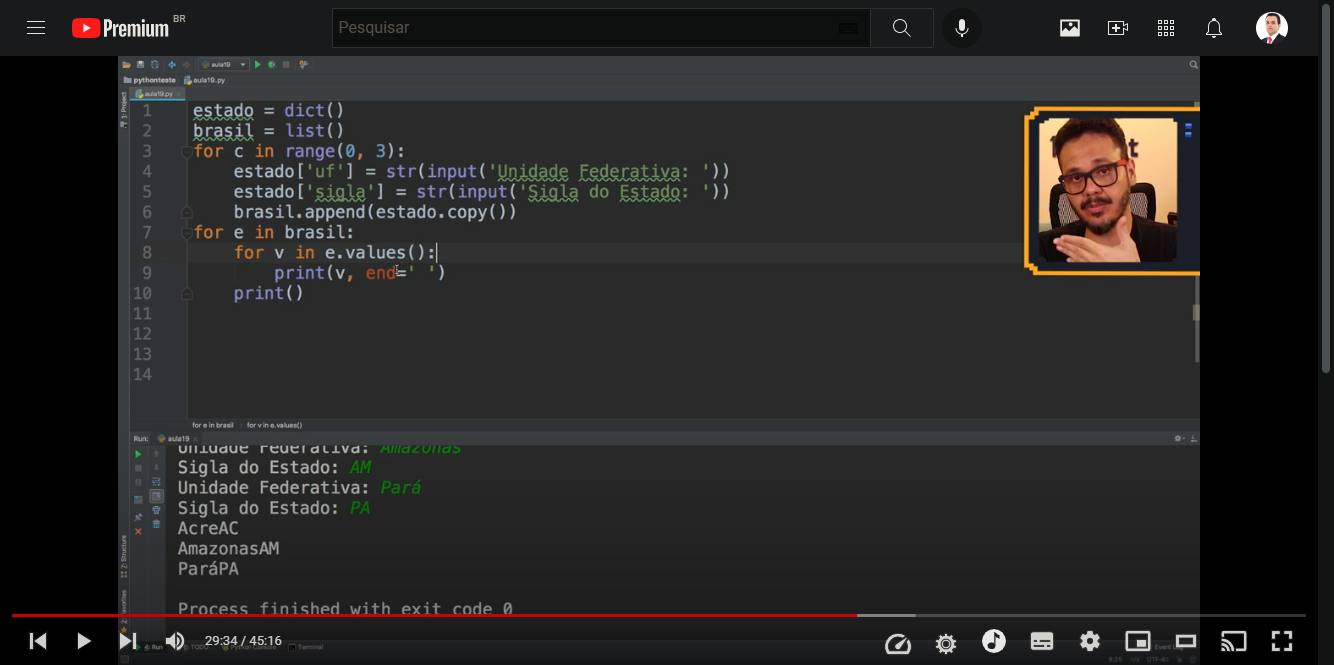 Premium BR
Pesquisar
aula19
pythonteste
aula19.py
aula19.py
1: Project
1 estado = dict()
2 brasil = list()
3 for c in range(0, 3):
4 estado['uf'] = str(input('Unidade Federativa: '))
5 estado['sigla'] = str(input('Sigla do Estado: '))
6 brasil.append(estado.copy())
7 for e in brasil:
8 for v in e.values():
9 print(v, end=' ')
10 print()
11
12
13
14
for e in brasil for v in e.values()
Run: aula19
Unidade Federativa: Amazonas
Sigla do Estado: AM
Unidade Federativa: Pará
Sigla do Estado: PA
AcreAC
AmazonasAM
ParáPA
Process finished with exit code 0
Z: Structure
29:34 / 45:16
4: Run
TODO
Python Console
Terminal